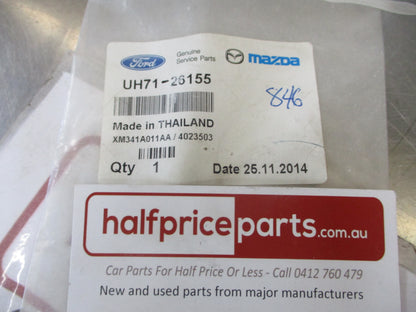 Ford
Genuine
Service Parts
mazda
UH71-26155
846
Made in THAILAND
XM341A011AA / 4023503
Qty 1
Date 25.11.2014
halfpriceparts.com.au
Car Parts For Half Price Or Less - Call 0412 760 479
New and used parts from major manufacturers